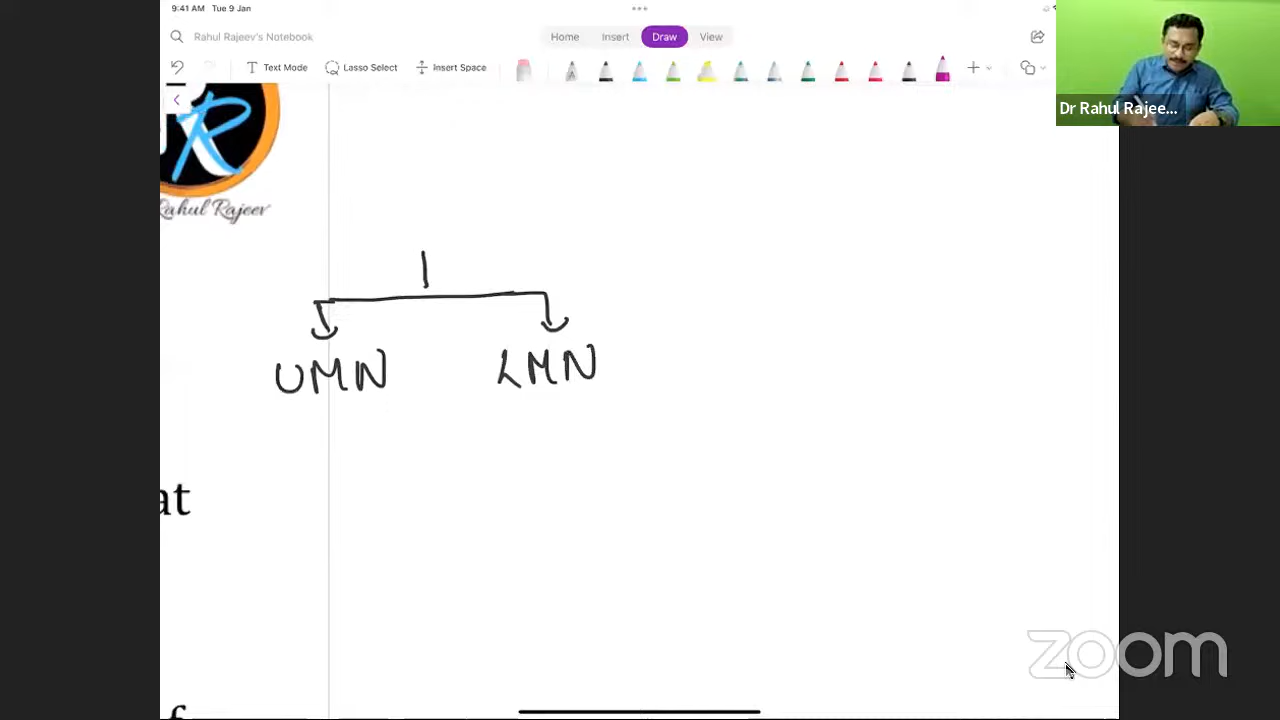 9:41 AM Tue 9 Jan
Rahul Rajeev's Notebook
Home Insert Draw View
Text Mode Lasso Select Insert Space
Dr Rahul Rajee...
R
Rahul Rajeev
UMN LMN
at
of
zoom